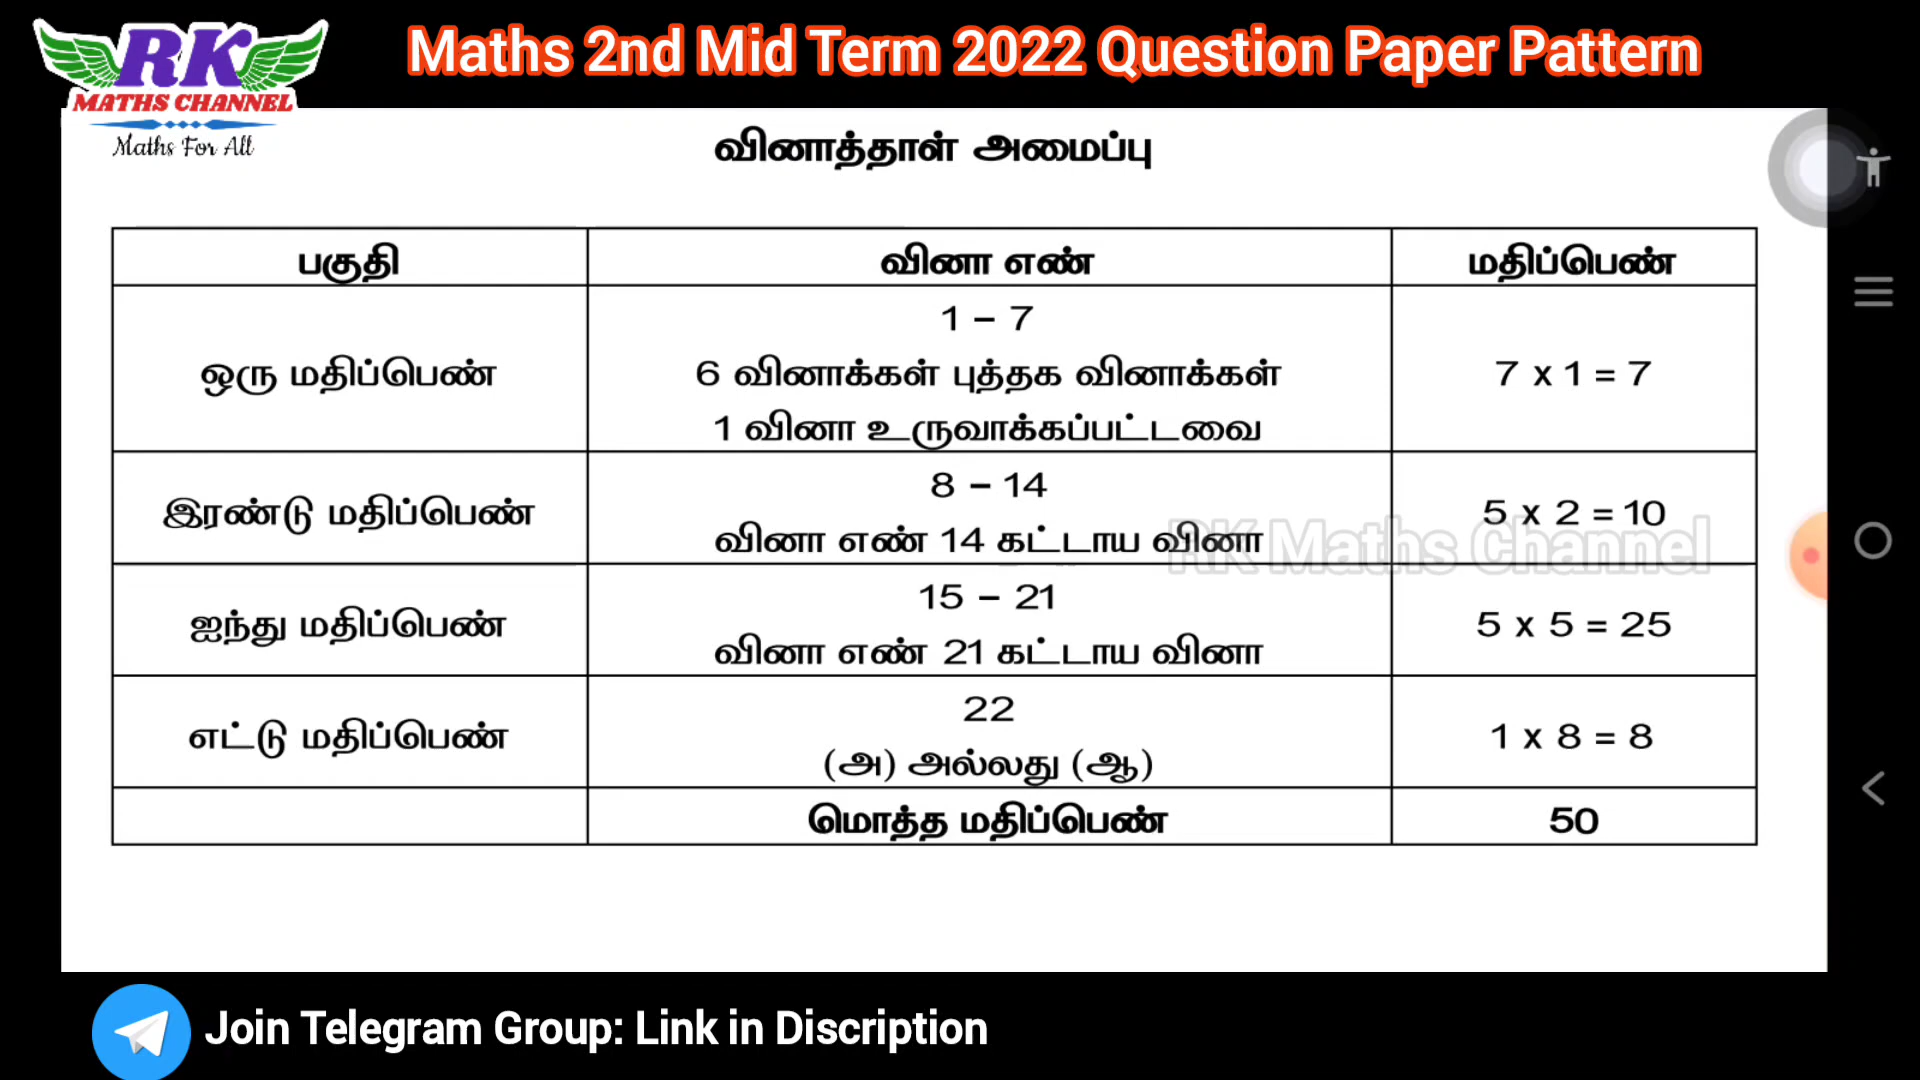 RK
MATHS CHANNEL
Maths For All
Maths 2nd Mid Term 2022 Question Paper Pattern
வினாத்தாள் அமைப்பு
பகுதி வினா எண் மதிப்பெண்
1 – 7
ஒரு மதிப்பெண் 6 வினாக்கள் புத்தக வினாக்கள் 7 x 1 = 7
1 வினா உருவாக்கப்பட்டவை
8 – 14
இரண்டு மதிப்பெண் 5 x 2 = 10
வினா எண் 14 கட்டாய வினா
RK Maths Channel
15 – 21
ஐந்து மதிப்பெண் 5 x 5 = 25
வினா எண் 21 கட்டாய வினா
22
எட்டு மதிப்பெண் 1 x 8 = 8
(அ) அல்லது (ஆ)
மொத்த மதிப்பெண் 50
Join Telegram Group: Link in Discription